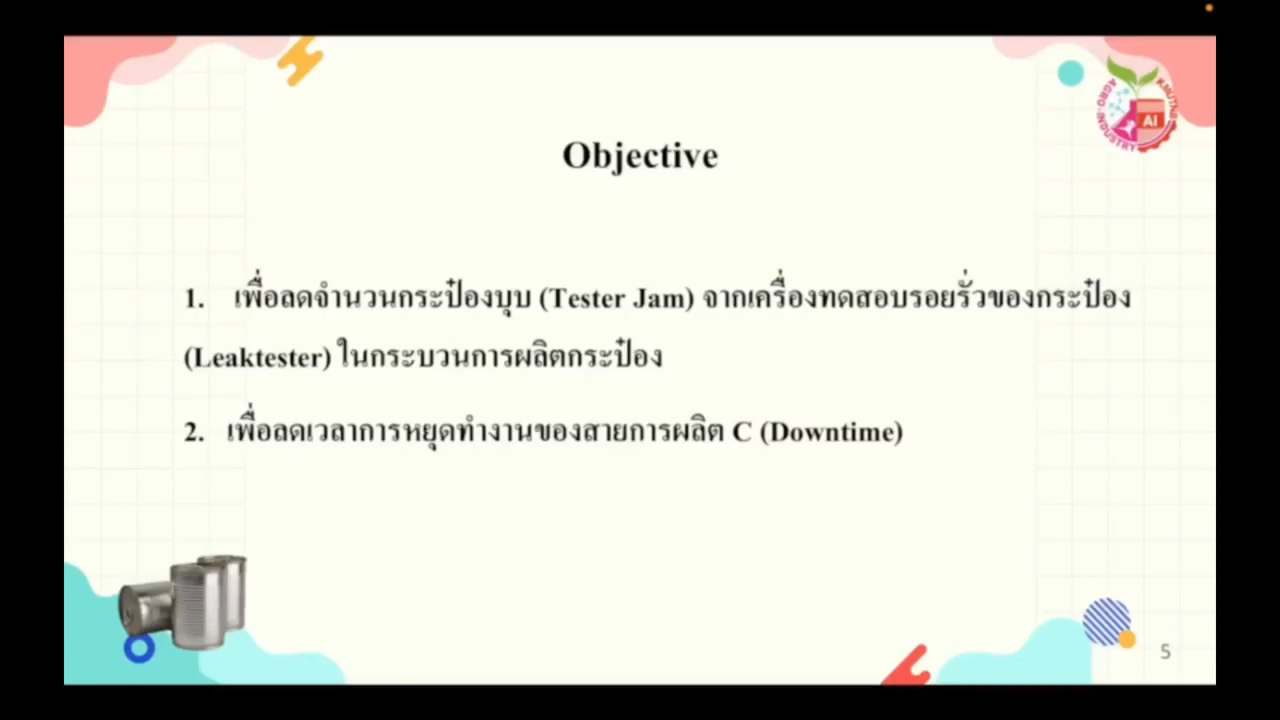 Objective
1. เพื่อลดจำนวนกระป๋องบุบ (Tester Jam) จากเครื่องทดสอบรอยรั่วของกระป๋อง
(Leaktester) ในกระบวนการผลิตกระป๋อง
2. เพื่อลดเวลาการหยุดทำงานของสายการผลิต C (Downtime)
AGRO-INDUSTRY
AI
5